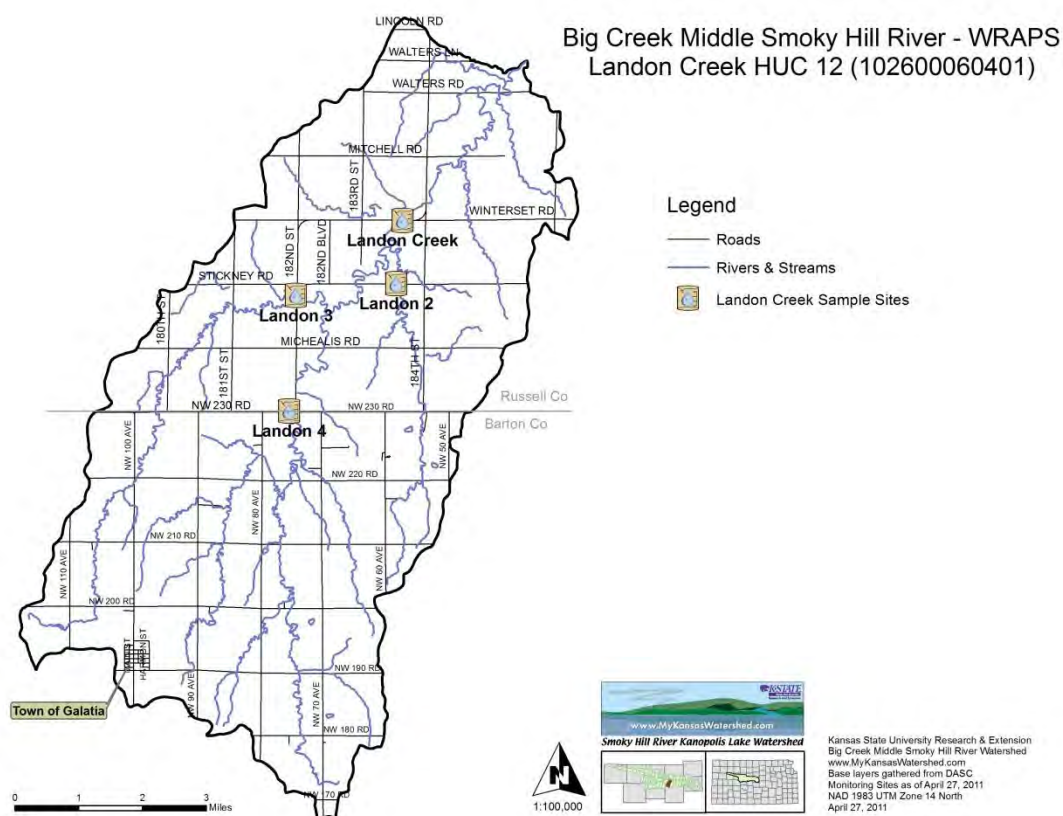 Big Creek Middle Smoky Hill River - WRAPS
Landon Creek HUC 12 (102600060401)
LINCOLN RD
WALTERS LN
WALTERS RD
MITCHELL RD
183RD ST
WINTERSET RD
Landon Creek
182ND ST
182ND BLVD
STICKNEY RD
Landon 2
Landon 3
180TH ST
MICHEALIS RD
181ST ST
184TH ST
Russell Co
NW 230 RD
NW 230 RD
Barton Co
Landon 4
NW 100 AVE
NW 50 AVE
NW 220 RD
NW 80 AVE
NW 210 RD
NW 110 AVE
NW 60 AVE
NW 200 RD
MAIN ST
NW 190 RD
NW 90 AVE
NW 70 AVE
Town of Galatia
NW 180 RD
NW 170 RD
Legend
Roads
Rivers & Streams
Landon Creek Sample Sites
0 1 2 3
Miles
N
1:100,000
K-STATE
www.MyKansasWatershed.com
Smoky Hill River Kanopolis Lake Watershed
Kansas State University Research & Extension
Big Creek Middle Smoky Hill River Watershed
www.MyKansasWatershed.com
Base layers gathered from DASC
Monitoring Sites as of April 27, 2011
NAD 1983 UTM Zone 14 North
April 27, 2011